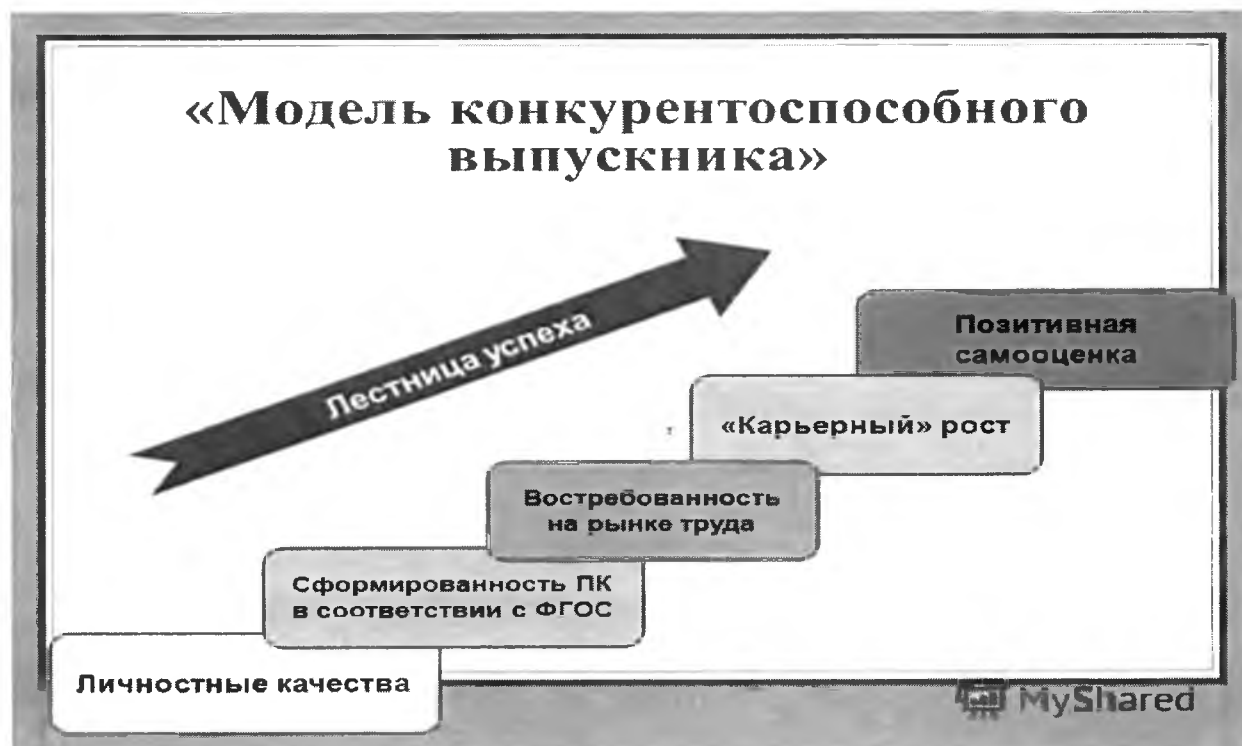 «Модель конкурентоспособного
выпускника»
Лестница успеха
Позитивная
самооценка
«Карьерный» рост
Востребованность
на рынке труда
Сформированность ПК
в соответствии с ФГОС
Личностные качества
MyShared